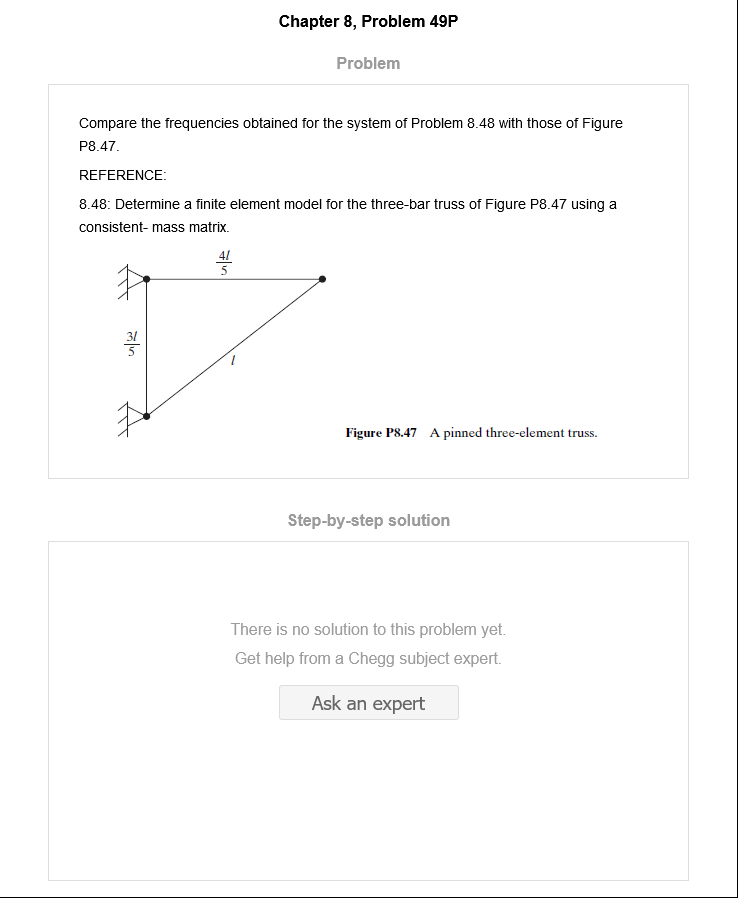 Chapter 8, Problem 49P
Problem
Compare the frequencies obtained for the system of Problem 8.48 with those of Figure
P8.47.
REFERENCE:
8.48: Determine a finite element model for the three-bar truss of Figure P8.47 using a
consistent- mass matrix.
4l
5
3l
5
l
Figure P8.47 A pinned three-element truss.
Step-by-step solution
There is no solution to this problem yet.
Get help from a Chegg subject expert.
Ask an expert